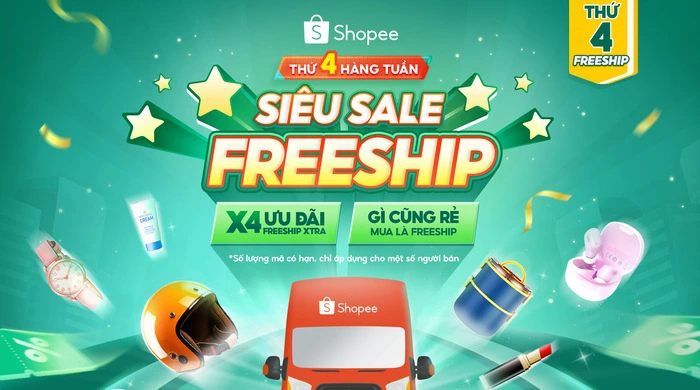 Shopee
THỨ
4
FREESHIP
THỨ 4 HÀNG TUẦN
SIÊU SALE
FREESHIP
X4 ƯU ĐÃI
FREESHIP XTRA
GÌ CŨNG RẺ
MUA LÀ FREESHIP
*Số lượng mã có hạn, chỉ áp dụng cho một số người bán
Shopee
CREAM
%
%